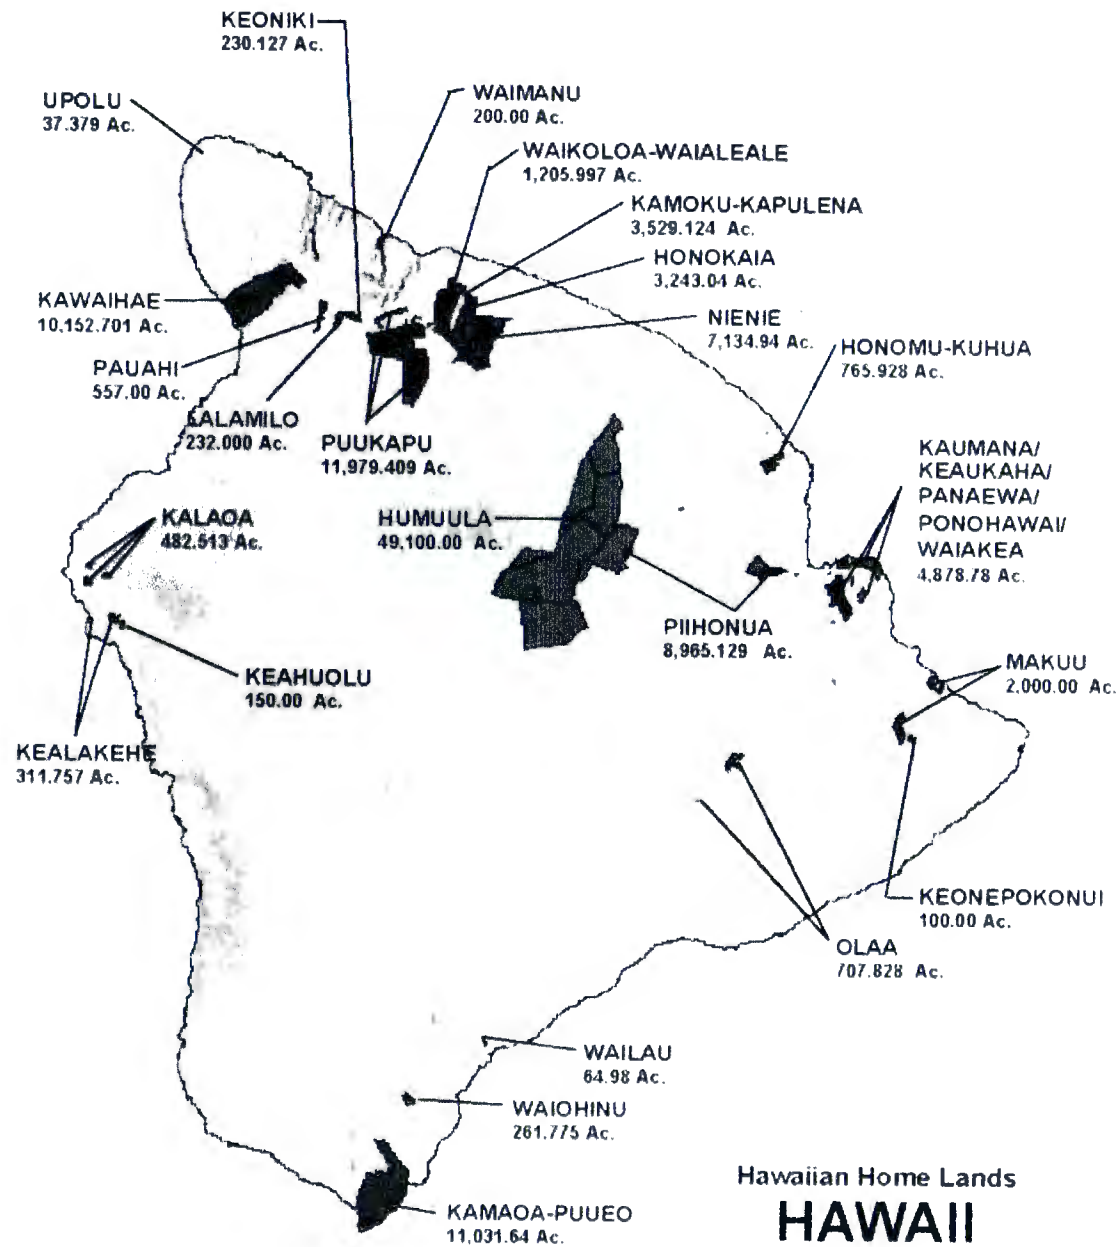 KEONIKI
230.127 Ac.
UPOLU
37.379 Ac.
WAIMANU
200.00 Ac.
WAIKOLOA-WAIALEALE
1,205.997 Ac.
KAMOKU-KAPULENA
3,529.124 Ac.
HONOKAIA
3,243.04 Ac.
KAWAIHAE
10,152.701 Ac.
NIENIE
7,134.94 Ac.
HONOMU-KUHUA
765.928 Ac.
PAUAHI
557.00 Ac.
LALAMILO
232.000 Ac.
PUUKAPU
11,979.409 Ac.
KAUMANA/
KEAUKAHA/
PANAEWA/
PONOHAWAI/
WAIAKEA
4,878.78 Ac.
KALAOA
482.513 Ac.
HUMUULA
49,100.00 Ac.
PIIHONUA
8,965.129 Ac.
MAKUU
2,000.00 Ac.
KEAHUOLU
150.00 Ac.
KEALAKEHE
311.757 Ac.
KEONEPOKONUI
100.00 Ac.
OLAA
707.828 Ac.
WAILAU
64.98 Ac.
WAIOHINU
261.775 Ac.
KAMAOA-PUUEO
11,031.64 Ac.
Hawaiian Home Lands
HAWAII